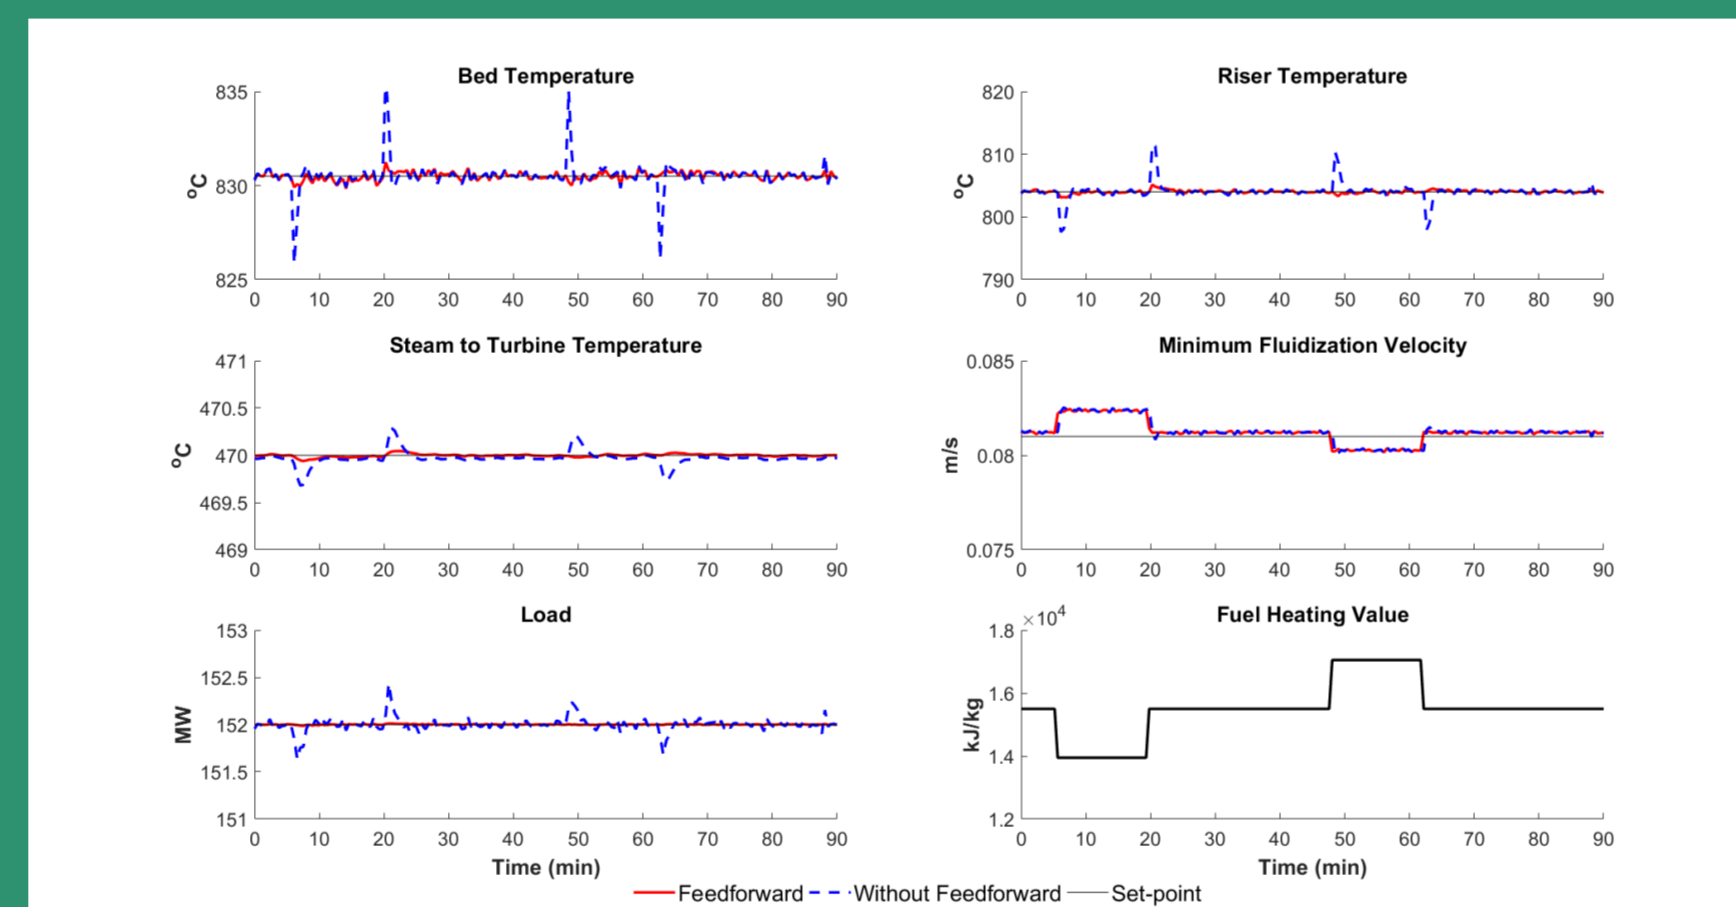 Bed Temperature
835
830
825
ºC
0 10 20 30 40 50 60 70 80 90
Riser Temperature
820
810
800
790
ºC
0 10 20 30 40 50 60 70 80 90
Steam to Turbine Temperature
471
470.5
470
469.5
469
ºC
0 10 20 30 40 50 60 70 80 90
Minimum Fluidization Velocity
0.085
0.08
0.075
m/s
0 10 20 30 40 50 60 70 80 90
Load
153
152.5
152
151.5
151
MW
0 10 20 30 40 50 60 70 80 90
Time (min)
Fuel Heating Value
×10⁴
1.8
1.6
1.4
1.2
kJ/kg
0 10 20 30 40 50 60 70 80 90
Time (min)
Feedforward Without Feedforward Set-point